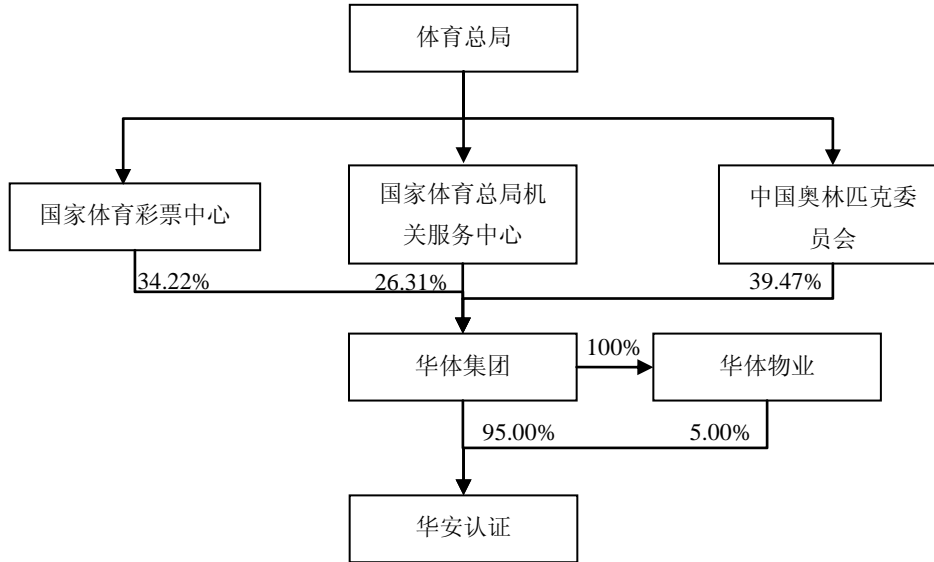 体育总局
国家体育彩票中心
国家体育总局机
关服务中心
中国奥林匹克委
员会
34.22%
26.31%
39.47%
华体集团
100%
华体物业
95.00%
5.00%
华安认证